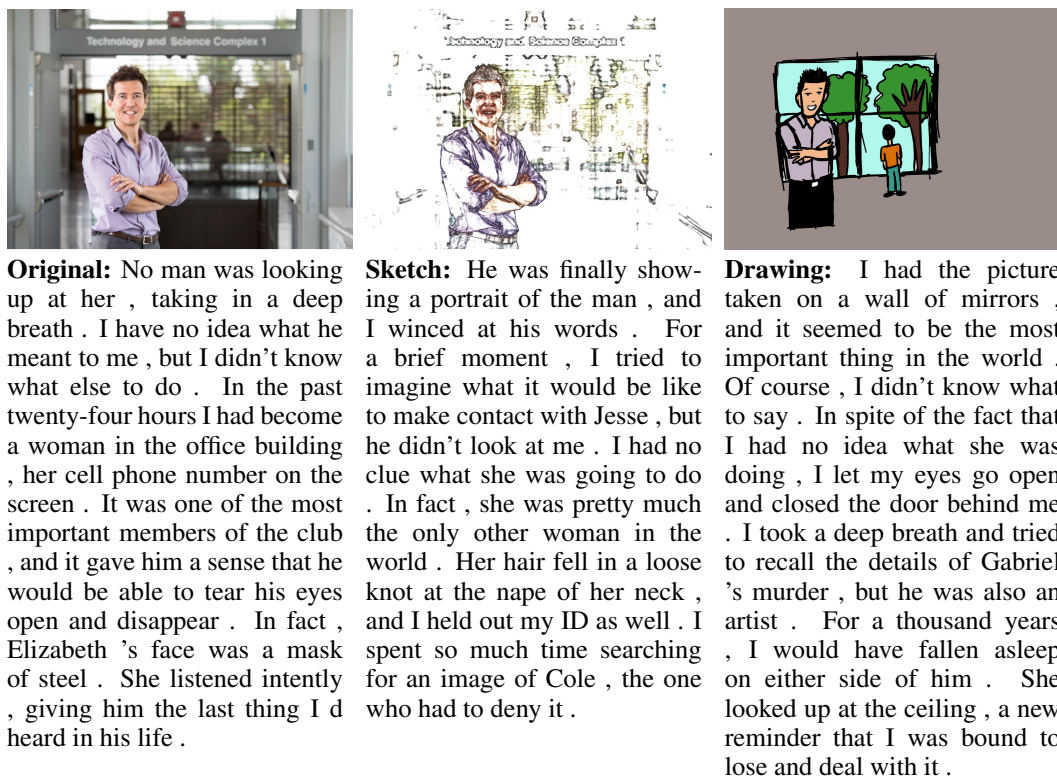 Technology and Science Complex 1
Technology and Science Complex 1
Original: No man was looking
up at her , taking in a deep
breath . I have no idea what he
meant to me , but I didn't know
what else to do . In the past
twenty-four hours I had become
a woman in the office building
, her cell phone number on the
screen . It was one of the most
important members of the club
, and it gave him a sense that he
would be able to tear his eyes
open and disappear . In fact ,
Elizabeth 's face was a mask
of steel . She listened intently
, giving him the last thing I d
heard in his life .
Sketch: He was finally show-
ing a portrait of the man , and
I winced at his words . For
a brief moment , I tried to
imagine what it would be like
to make contact with Jesse , but
he didn't look at me . I had no
clue what she was going to do
. In fact , she was pretty much
the only other woman in the
world . Her hair fell in a loose
knot at the nape of her neck ,
and I held out my ID as well . I
spent so much time searching
for an image of Cole , the one
who had to deny it .
Drawing: I had the picture
taken on a wall of mirrors ,
and it seemed to be the most
important thing in the world .
Of course , I didn't know what
to say . In spite of the fact that
I had no idea what she was
doing , I let my eyes go open
and closed the door behind me
. I took a deep breath and tried
to recall the details of Gabriel
's murder , but he was also an
artist . For a thousand years
, I would have fallen asleep
on either side of him . She
looked up at the ceiling , a new
reminder that I was bound to
lose and deal with it .